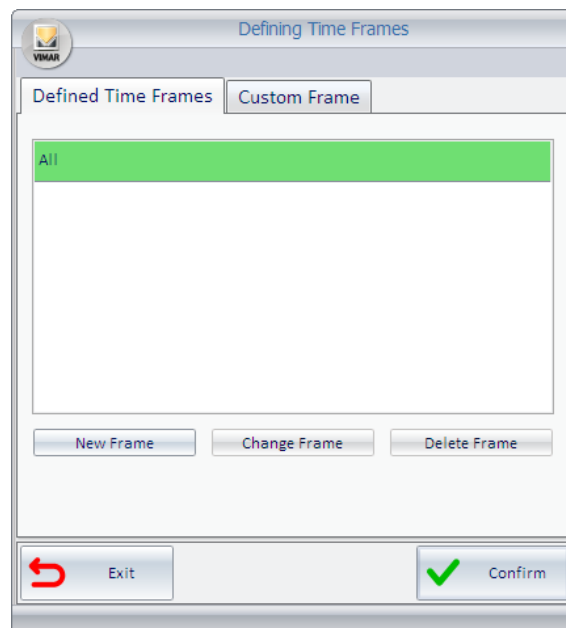 Defining Time Frames
VIMAR
Defined Time Frames Custom Frame
All
New Frame Change Frame Delete Frame
Exit Confirm